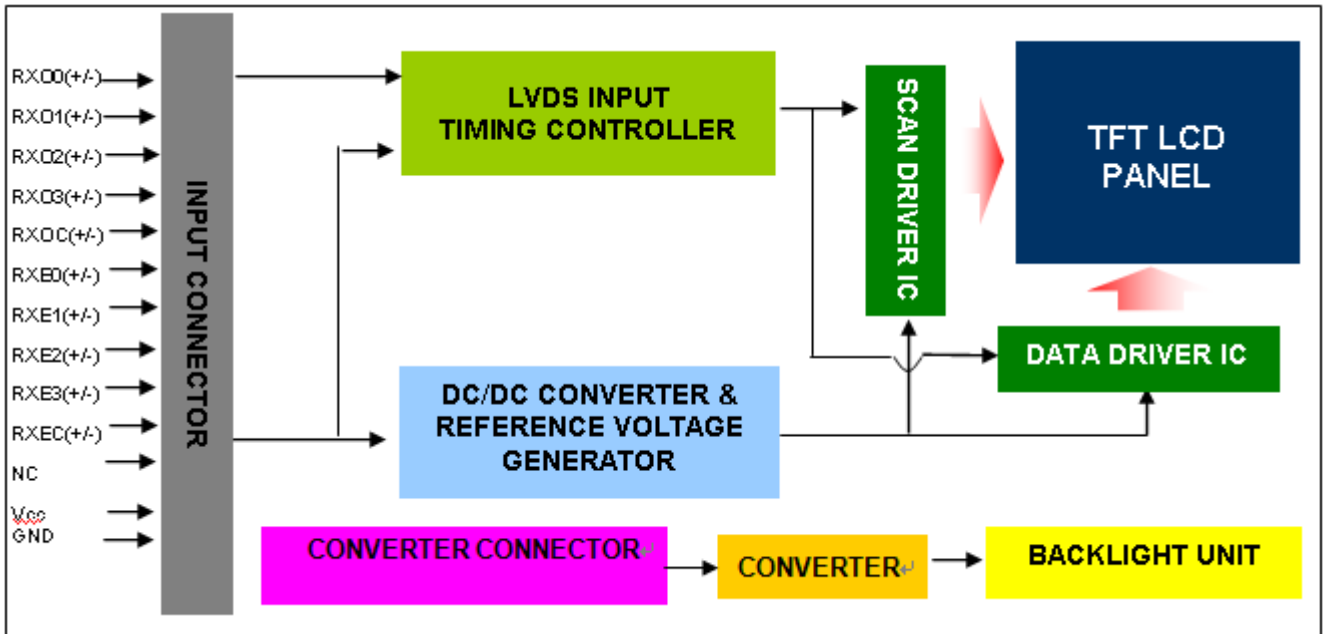 RXO0(+/-)
RXO1(+/-)
RXO2(+/-)
RXO3(+/-)
RXOC(+/-)
RXE0(+/-)
RXE1(+/-)
RXE2(+/-)
RXE3(+/-)
RXEC(+/-)
NC
Vcc
GND
INPUT CONNECTOR
LVDS INPUT
TIMING CONTROLLER
SCAN DRIVER IC
TFT LCD
PANEL
DATA DRIVER IC
DC/DC CONVERTER &
REFERENCE VOLTAGE
GENERATOR
CONVERTER CONNECTOR↵
CONVERTER↵
BACKLIGHT UNIT